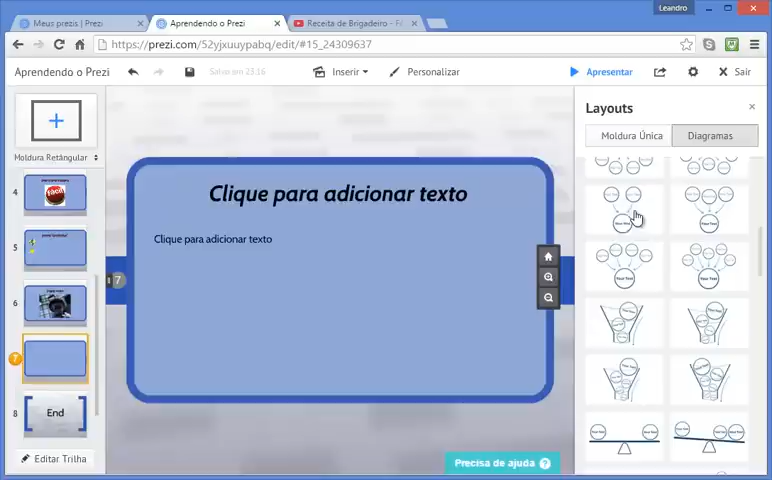 Leandro
Meus prezis | Prezi
Aprendendo o Prezi
Receita de Brigadeiro - Fá
https://prezi.com/52yjxuuypabq/edit/#15_24309637
Aprendendo o Prezi
Salvo em 23:16
Inserir
Personalizar
Apresentar
Sair
Moldura Retângular
4
5
6
7
8
End
Editar Trilha
7
Clique para adicionar texto
Clique para adicionar texto
Precisa de ajuda ?
Layouts
Moldura Única
Diagramas